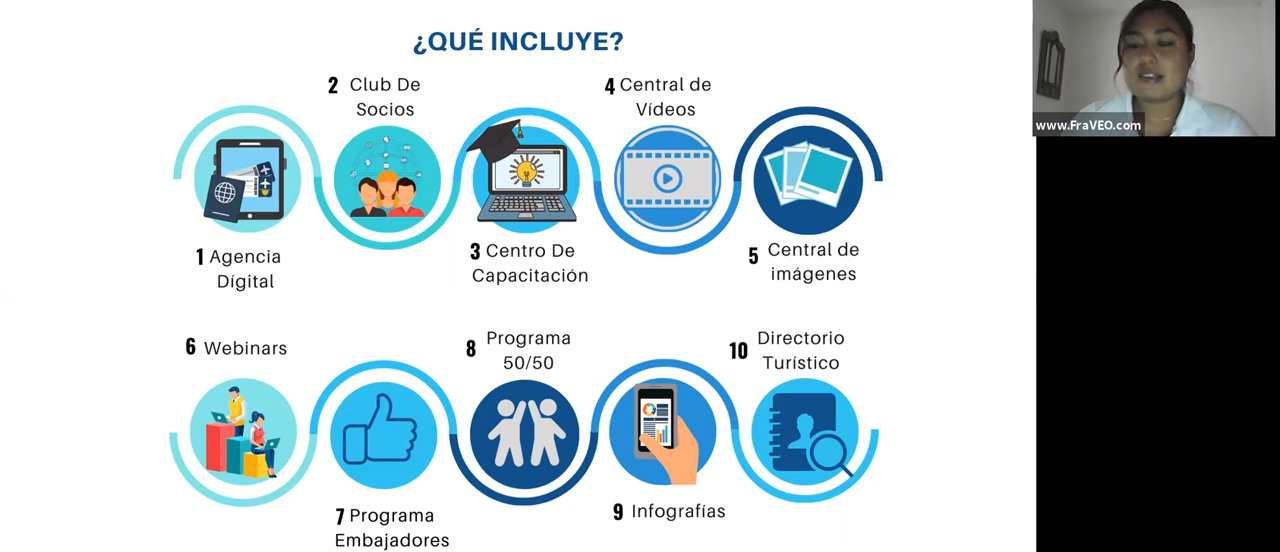 ¿QUÉ INCLUYE?
1 Agencia
Dígital
2 Club De
Socios
3 Centro De
Capacitación
4 Central de
Vídeos
5 Central de
imágenes
6 Webinars
7 Programa
Embajadores
8 Programa
50/50
9 Infografías
10 Directorio
Turístico
www.FraVEO.com